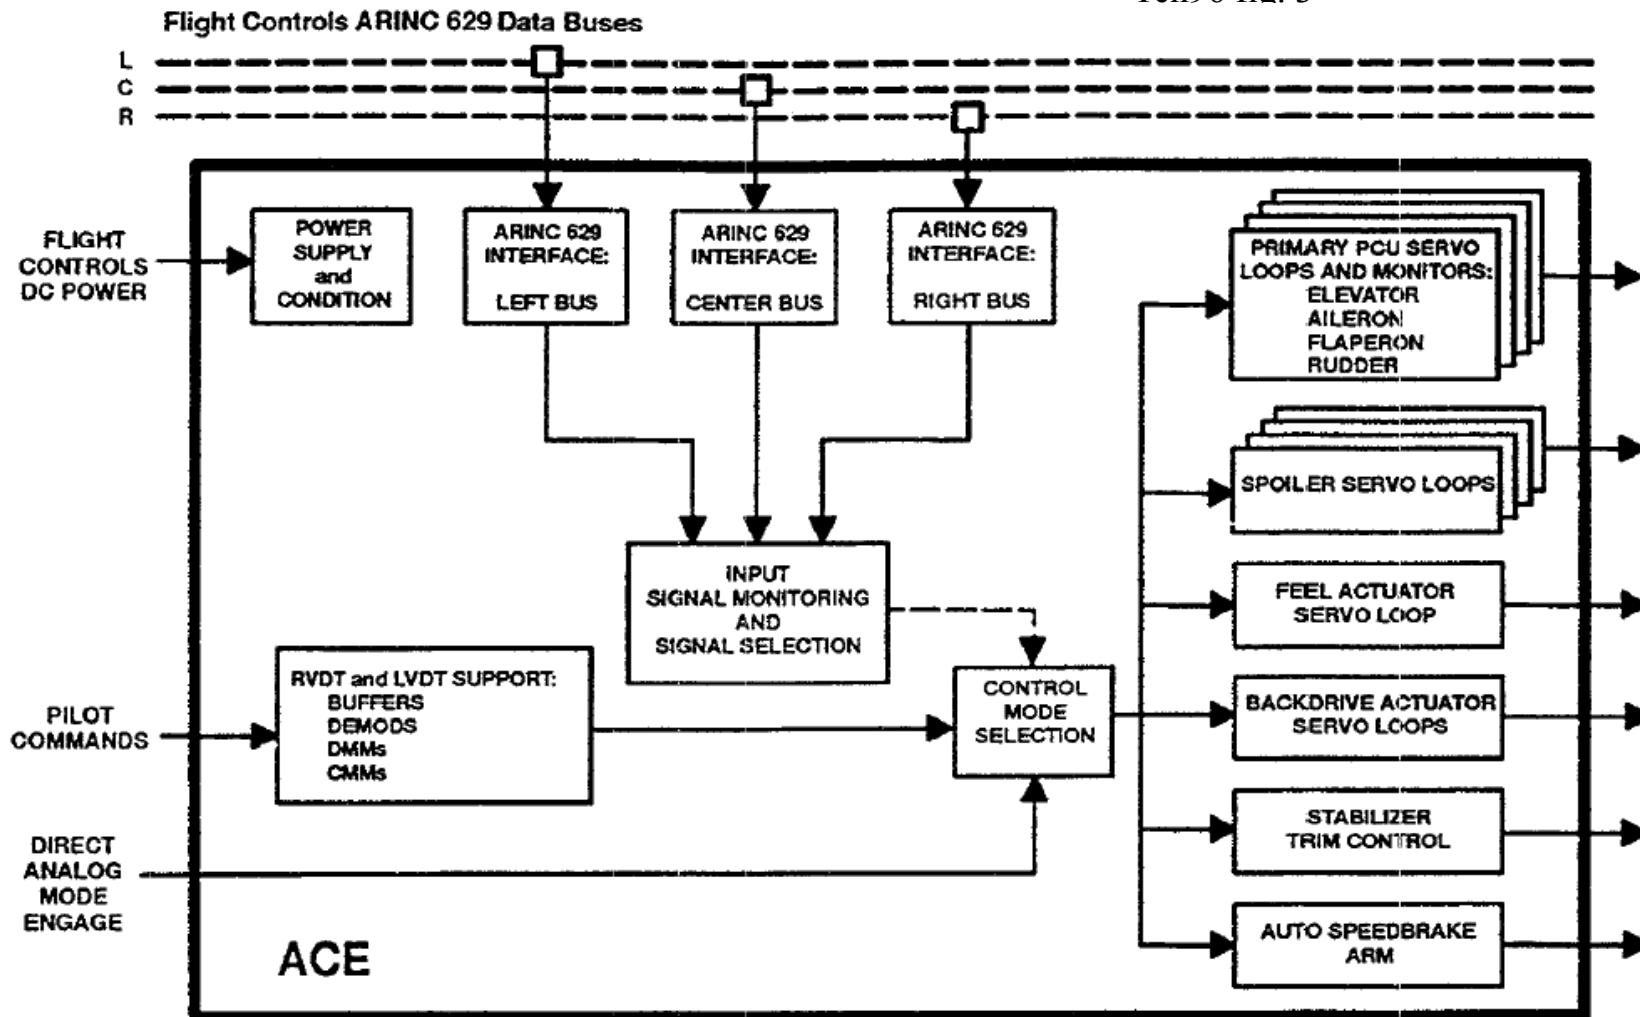 Flight Controls ARINC 629 Data Buses
L
C
R
FLIGHT
CONTROLS
DC POWER
POWER
SUPPLY
and
CONDITION
ARINC 629
INTERFACE:
LEFT BUS
ARINC 629
INTERFACE:
CENTER BUS
ARINC 629
INTERFACE:
RIGHT BUS
PRIMARY PCU SERVO
LOOPS AND MONITORS:
ELEVATOR
AILERON
FLAPERON
RUDDER
SPOILER SERVO LOOPS
INPUT
SIGNAL MONITORING
AND
SIGNAL SELECTION
FEEL ACTUATOR
SERVO LOOP
PILOT
COMMANDS
RVDT and LVDT SUPPORT:
BUFFERS
DEMODS
DMMs
CMMs
CONTROL
MODE
SELECTION
BACKDRIVE ACTUATOR
SERVO LOOPS
STABILIZER
TRIM CONTROL
DIRECT
ANALOG
MODE
ENGAGE
AUTO SPEEDBRAKE
ARM
ACE